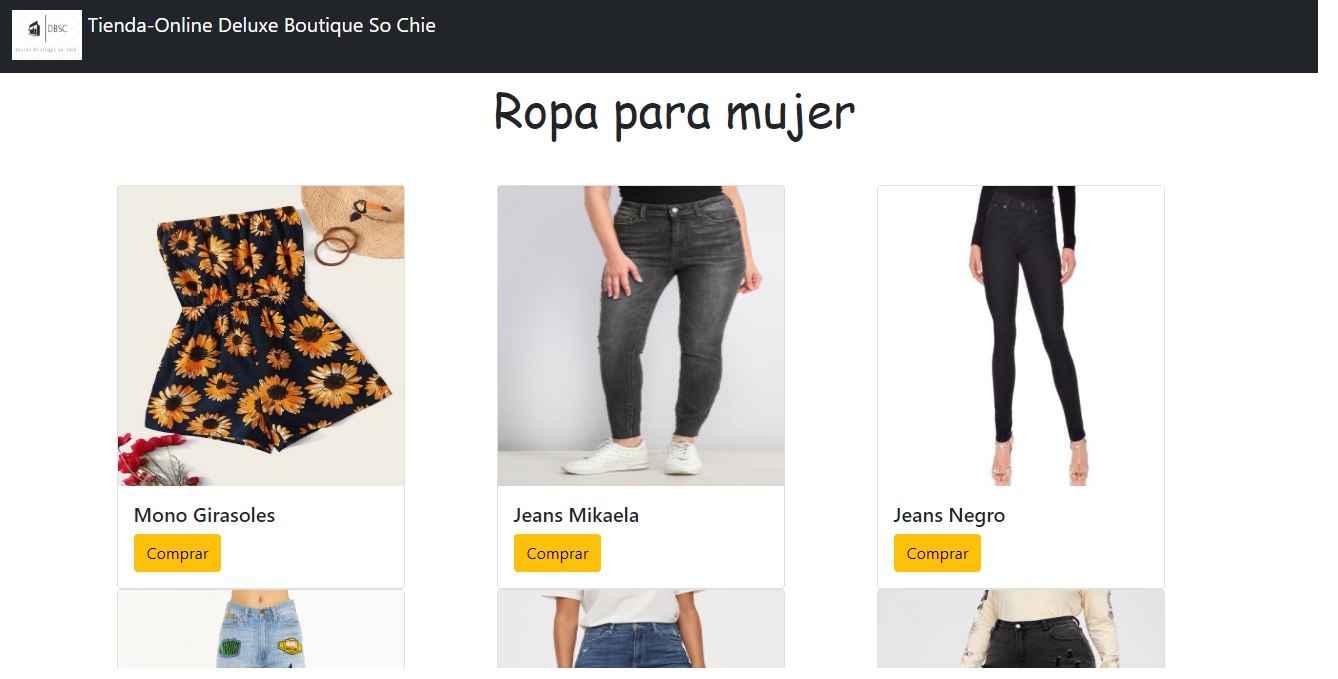 DBSC
Tienda-Online Deluxe Boutique So Chie
Ropa para mujer
Mono Girasoles
Jeans Mikaela
Jeans Negro
Comprar
Comprar
Comprar